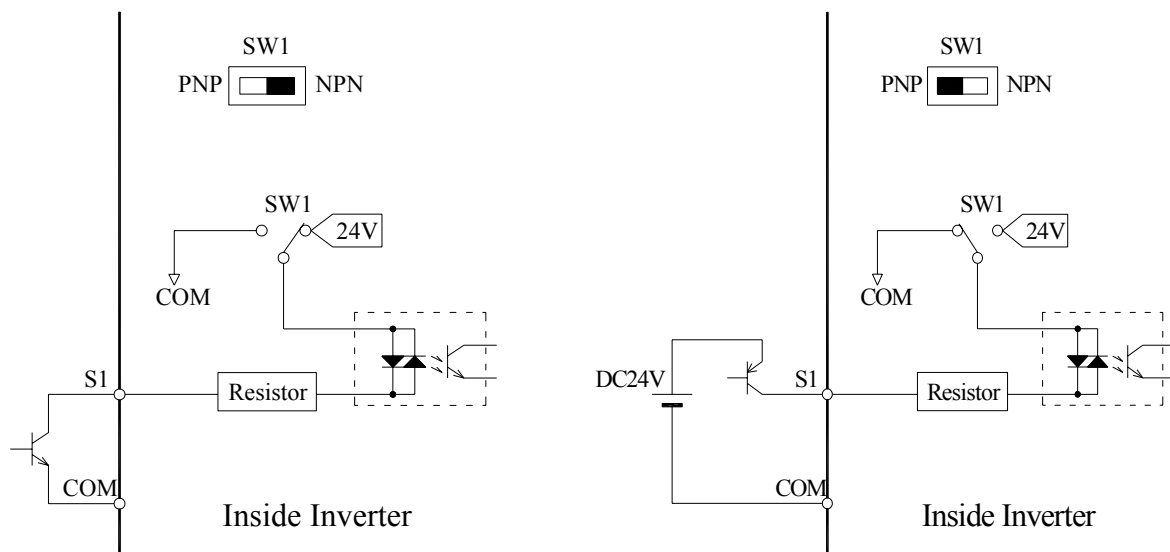 SW1
PNP NPN
SW1
24V
COM
S1
Resistor
COM
Inside Inverter
SW1
PNP NPN
SW1
24V
COM
DC24V
S1
Resistor
COM
Inside Inverter